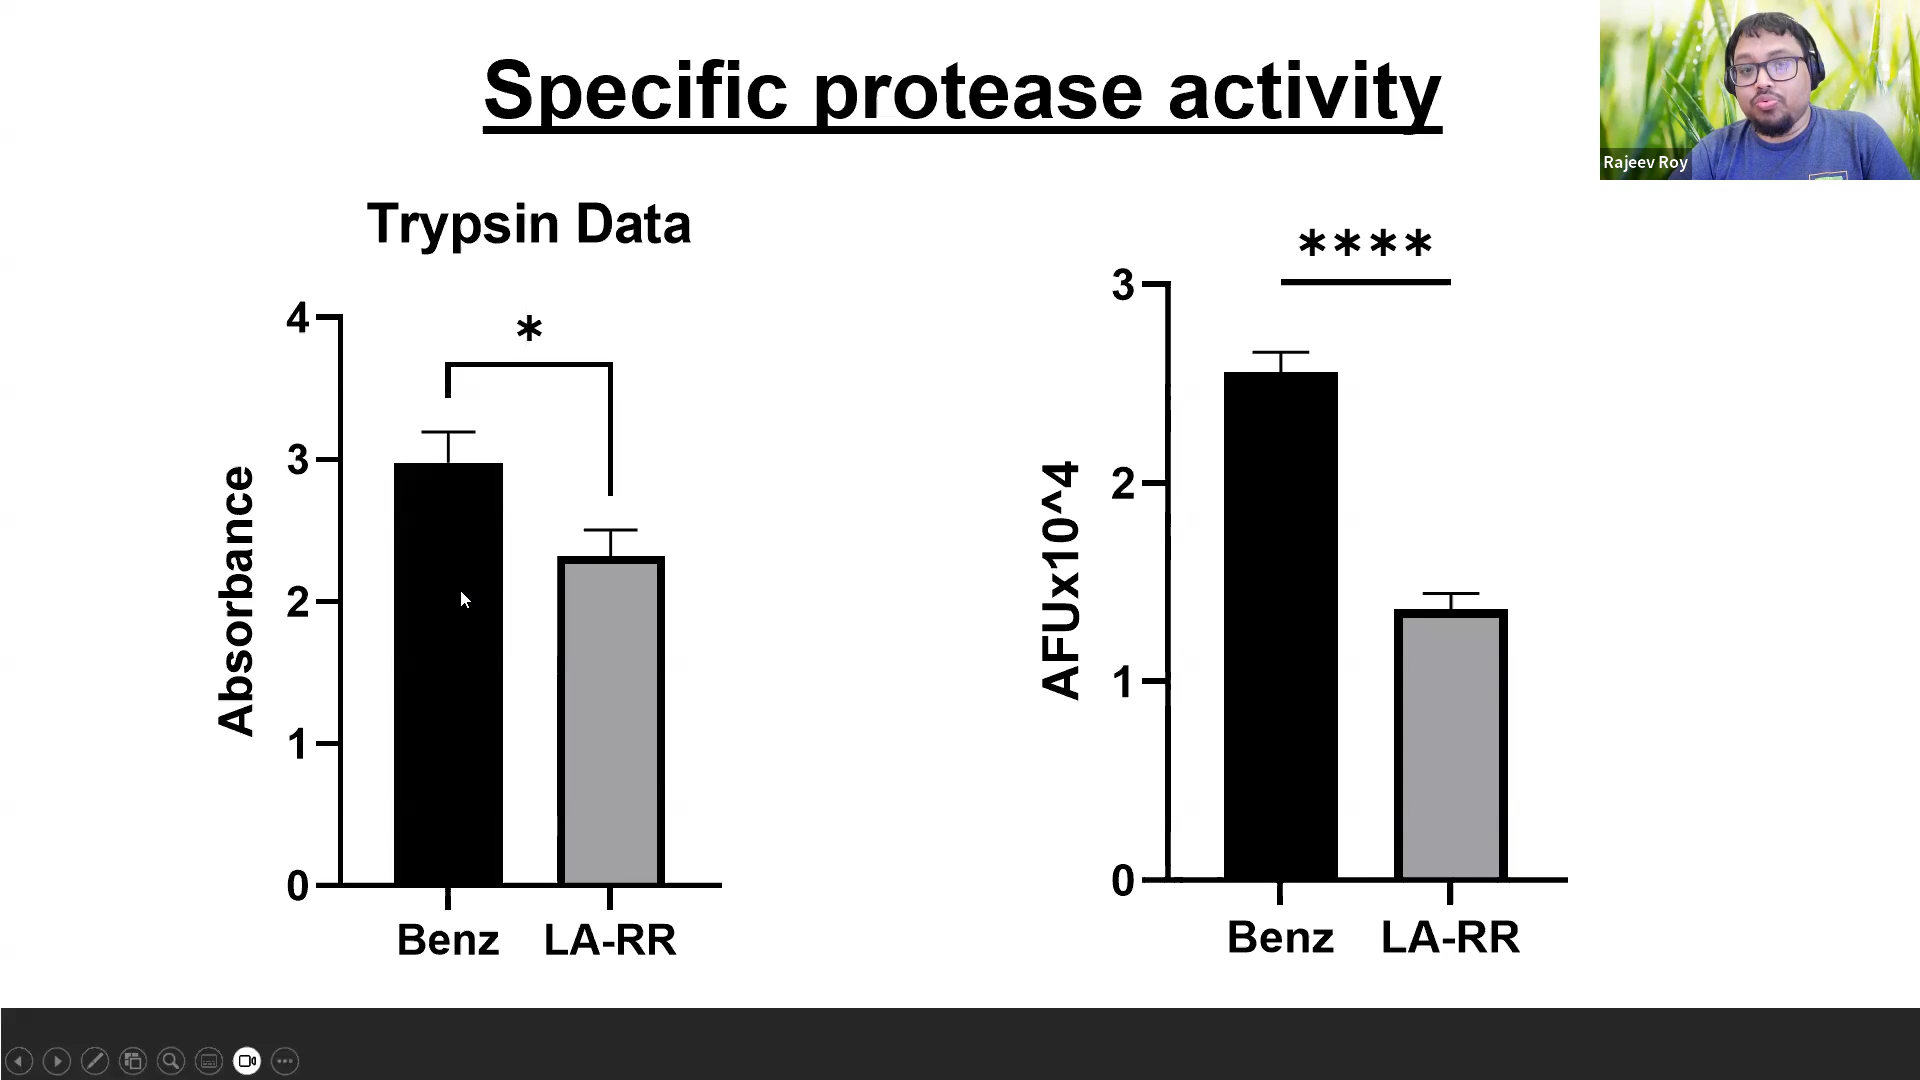 Specific protease activity
Rajeev Roy
Trypsin Data
*
4
3
2
1
0
Absorbance
Benz LA-RR
****
3
2
1
0
AFUx10^4
Benz LA-RR